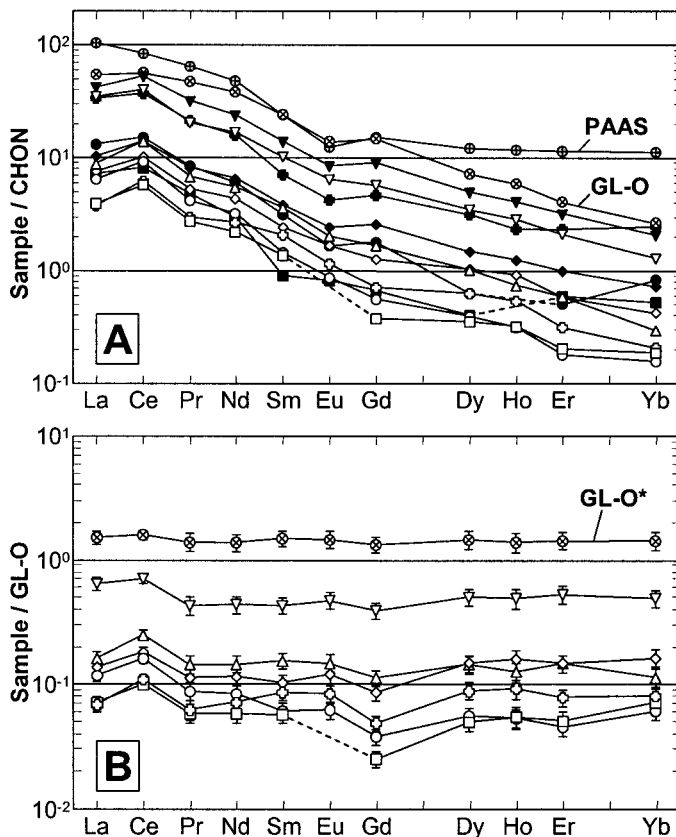 10²
10¹
10⁰
10⁻¹
Sample / CHON
PAAS
GL-O
A
La Ce Pr Nd Sm Eu Gd Dy Ho Er Yb
10¹
10⁰
10⁻¹
10⁻²
Sample / GL-O
GL-O*
B
La Ce Pr Nd Sm Eu Gd Dy Ho Er Yb